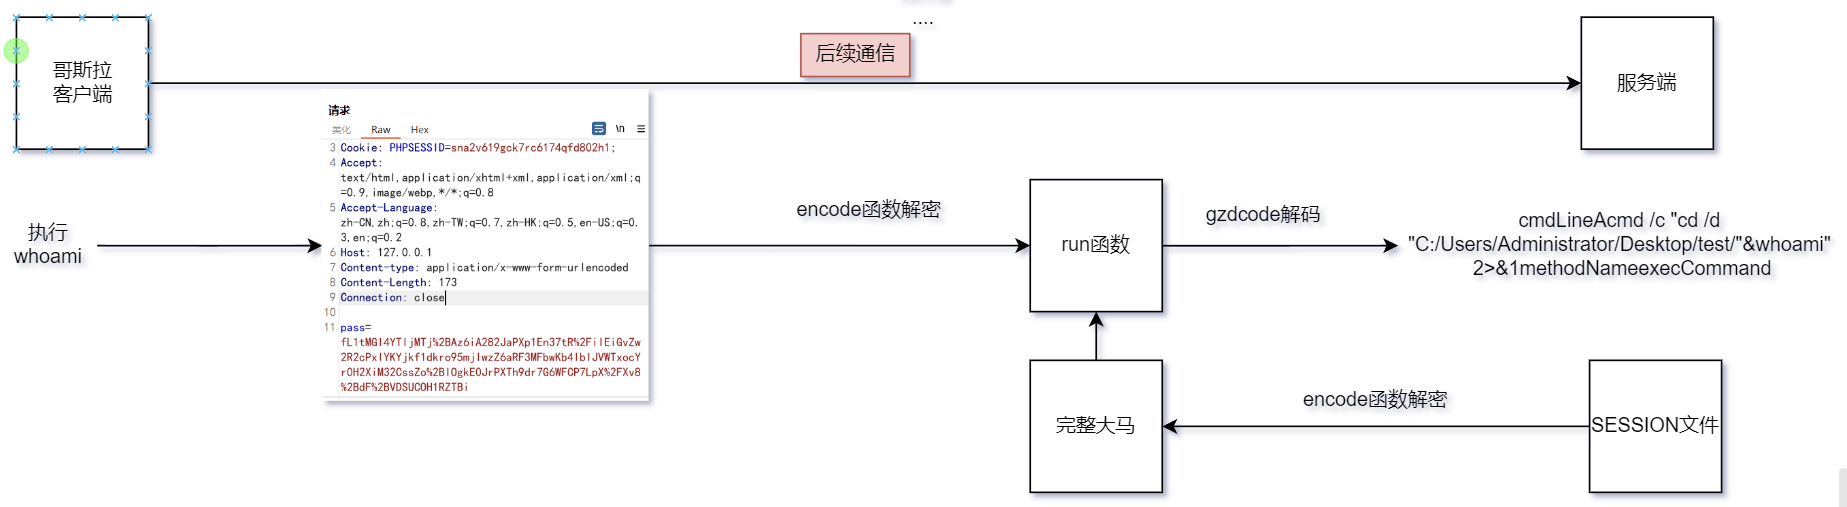 ....
后续通信
哥斯拉
客户端
服务端
请求
美化 Raw Hex \n
3 Cookie: PHPSESSID=sna2v619gck7rc6174qfd802h1;
4 Accept:
text/html,application/xhtml+xml,application/xml;q
=0.9,image/webp,*/*;q=0.8
5 Accept-Language:
zh-CN,zh;q=0.8,zh-TW;q=0.7,zh-HK;q=0.5,en-US;q=0.
3,en;q=0.2
6 Host: 127.0.0.1
7 Content-type: application/x-www-form-urlencoded
8 Content-Length: 173
9 Connection: close
10
11 pass=
fL1tMGI4YTljMTj%2BAz6iA282JaPXp1En37tR%2FilEiGvZw
2R2cPxIYKYjkf1dkro95mjIwzZ6aRF3MFbwKb4IblJVWTxocY
r0H2XiM32CssZo%2Bl0gkE0JrPXTh9dr7G6WFCP7LpX%2FXv8
%2BdF%2BVDSUC0H1RZTBi
执行
whoami
encode函数解密
run函数
gzdcode解码
cmdLineAcmd /c "cd /d
"C:/Users/Administrator/Desktop/test/"&whoami"
2>&1methodNameexecCommand
完整大马
encode函数解密
SESSION文件